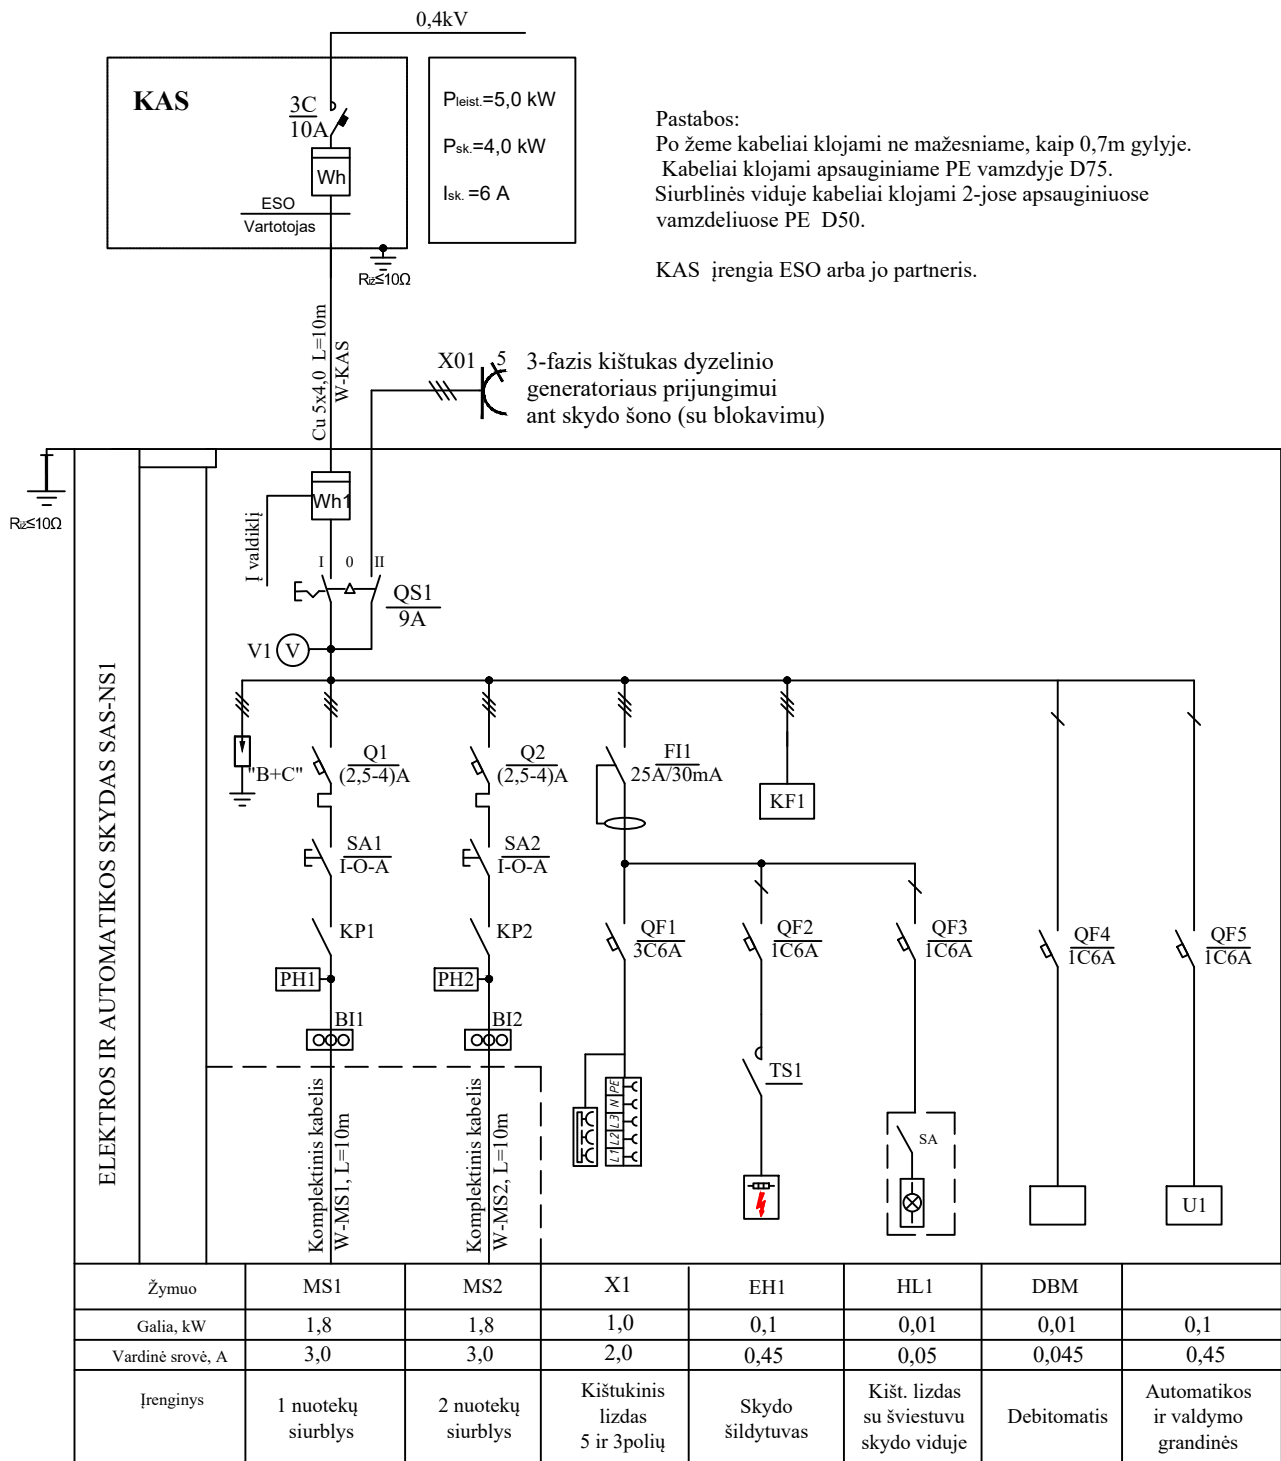 0,4kV
KAS
3C
10A
Wh
ESO
Vartotojas
Rįž≤10Ω
Pleist.=5,0 kW
Psk.=4,0 kW
Isk. =6 A
Pastabos:
Po žeme kabeliai klojami ne mažesniame, kaip 0,7m gylyje.
Kabeliai klojami apsauginiame PE vamzdyje D75.
Siurblinės viduje kabeliai klojami 2-jose apsauginiuose
vamzdeliuose PE D50.
KAS įrengia ESO arba jo partneris.
Cu 5x4,0 L=10m
W-KAS
X01
5
3-fazis kištukas dyzelinio
generatoriaus prijungimui
ant skydo šono (su blokavimu)
Rįž≤10Ω
ELEKTROS IR AUTOMATIKOS SKYDAS SAS-NS1
Wh1
Į valdiklį
I 0 II
QS1
9A
V1 V
"B+C"
Q1
(2,5-4)A
Q2
(2,5-4)A
FI1
25A/30mA
KF1
SA1
I-O-A
SA2
I-O-A
KP1
KP2
QF1
3C6A
QF2
1C6A
QF3
1C6A
QF4
1C6A
QF5
1C6A
PH1
PH2
BI1
BI2
TS1
L1 L2 L3 N PE
SA
U1
Komplektinis kabelis
W-MS1, L=10m
Komplektinis kabelis
W-MS2, L=10m
Žymuo MS1 MS2 X1 EH1 HL1 DBM
Galia, kW 1,8 1,8 1,0 0,1 0,01 0,01 0,1
Vardinė srovė, A 3,0 3,0 2,0 0,45 0,05 0,045 0,45
Įrenginys
1 nuotekų
siurblys
2 nuotekų
siurblys
Kištukinis
lizdas
5 ir 3polių
Skydo
šildytuvas
Kišt. lizdas
su šviestuvu
skydo viduje
Debitomatis
Automatikos
ir valdymo
grandinės